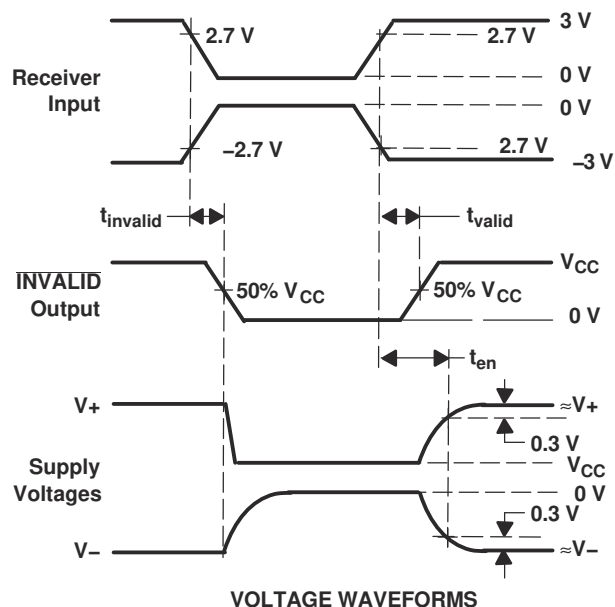 2.7 V
2.7 V
3 V
Receiver
Input
0 V
0 V
–2.7 V
2.7 V
–3 V
tinvalid
tvalid
INVALID
Output
VCC
50% VCC
50% VCC
0 V
ten
V+
≈V+
0.3 V
Supply
Voltages
VCC
0 V
0.3 V
V–
≈V–
VOLTAGE WAVEFORMS